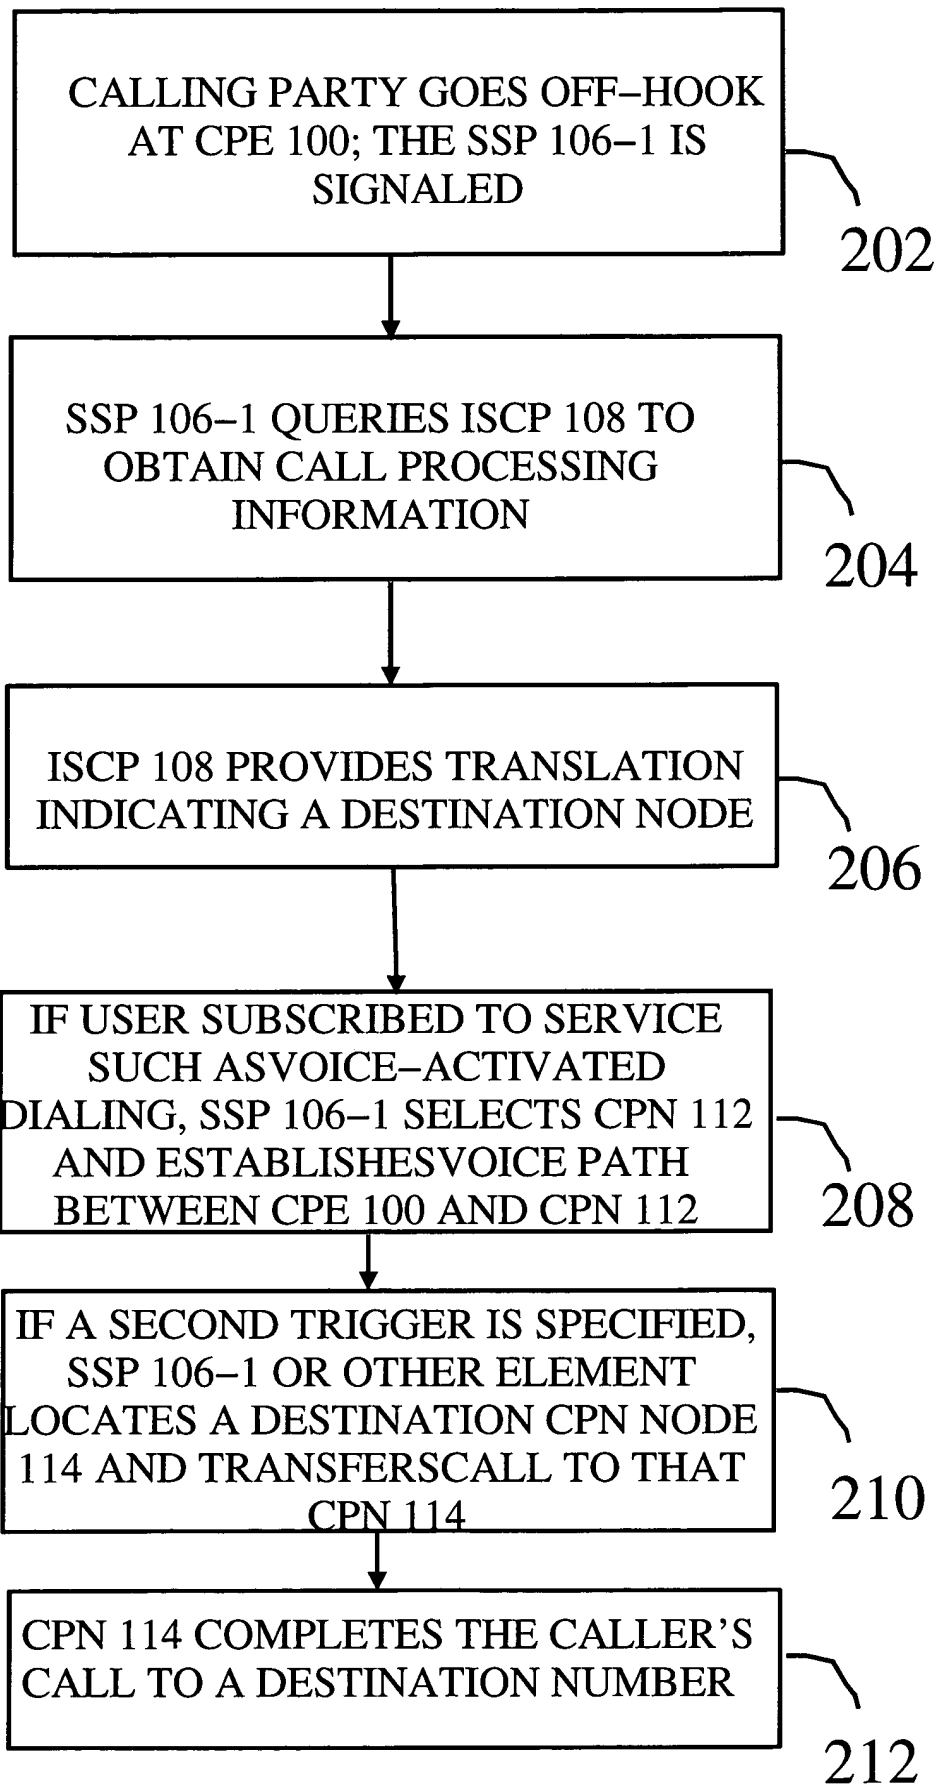 CALLING PARTY GOES OFF–HOOK
AT CPE 100; THE SSP 106–1 IS
SIGNALED
202
SSP 106–1 QUERIES ISCP 108 TO
OBTAIN CALL PROCESSING
INFORMATION
204
ISCP 108 PROVIDES TRANSLATION
INDICATING A DESTINATION NODE
206
IF USER SUBSCRIBED TO SERVICE
SUCH ASVOICE–ACTIVATED
DIALING, SSP 106–1 SELECTS CPN 112
AND ESTABLISHESVOICE PATH
BETWEEN CPE 100 AND CPN 112
208
IF A SECOND TRIGGER IS SPECIFIED,
SSP 106–1 OR OTHER ELEMENT
LOCATES A DESTINATION CPN NODE
114 AND TRANSFERSCALL TO THAT
CPN 114
210
CPN 114 COMPLETES THE CALLER'S
CALL TO A DESTINATION NUMBER
212